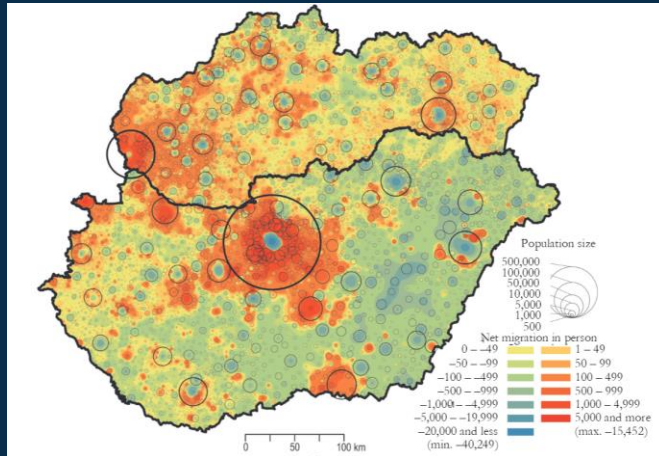 Population size
500,000
100,000
50,000
10,000
5,000
1,000
500
Net migration in person
0 – -49
1 – 49
-50 – -99
50 – 99
-100 – -499
100 – 499
-500 – -999
500 – 999
-1,000 – -4,999
1,000 – 4,999
-5,000 – -19,999
5,000 and more
-20,000 and less
(max. -15,452)
(min. -40,249)
0 50 100 km